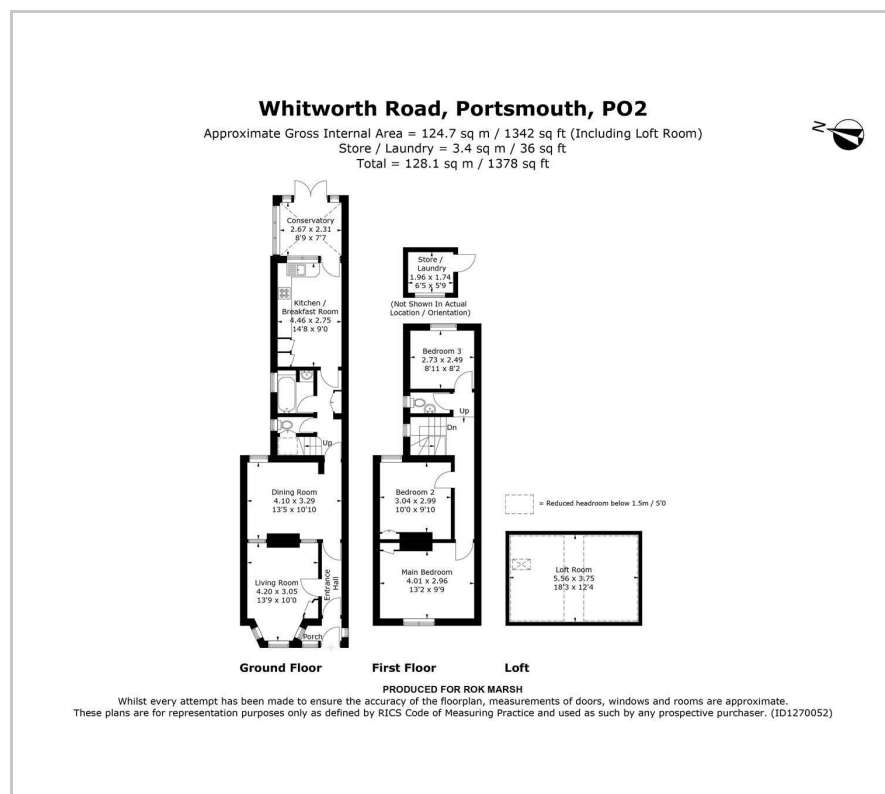 Whitworth Road, Portsmouth, PO2
Approximate Gross Internal Area = 124.7 sq m / 1342 sq ft (Including Loft Room)
Store / Laundry = 3.4 sq m / 36 sq ft
Total = 128.1 sq m / 1378 sq ft
N
Conservatory
2.67 x 2.31
8'9 x 7'7
Kitchen /
Breakfast Room
4.46 x 2.75
14'8 x 9'0
Up
Dining Room
4.10 x 3.29
13'5 x 10'10
Living Room
4.20 x 3.05
13'9 x 10'0
Entrance
Hall
Porch
Ground Floor
Store /
Laundry
1.96 x 1.74
6'5 x 5'9
(Not Shown In Actual
Location / Orientation)
Bedroom 3
2.73 x 2.49
8'11 x 8'2
Up
Dn
Bedroom 2
3.04 x 2.99
10'0 x 9'10
Main Bedroom
4.01 x 2.96
13'2 x 9'9
First Floor
= Reduced headroom below 1.5m / 5'0
Loft Room
5.56 x 3.75
18'3 x 12'4
Loft
PRODUCED FOR ROK MARSH
Whilst every attempt has been made to ensure the accuracy of the floorplan, measurements of doors, windows and rooms are approximate.
These plans are for representation purposes only as defined by RICS Code of Measuring Practice and used as such by any prospective purchaser. (ID1270052)